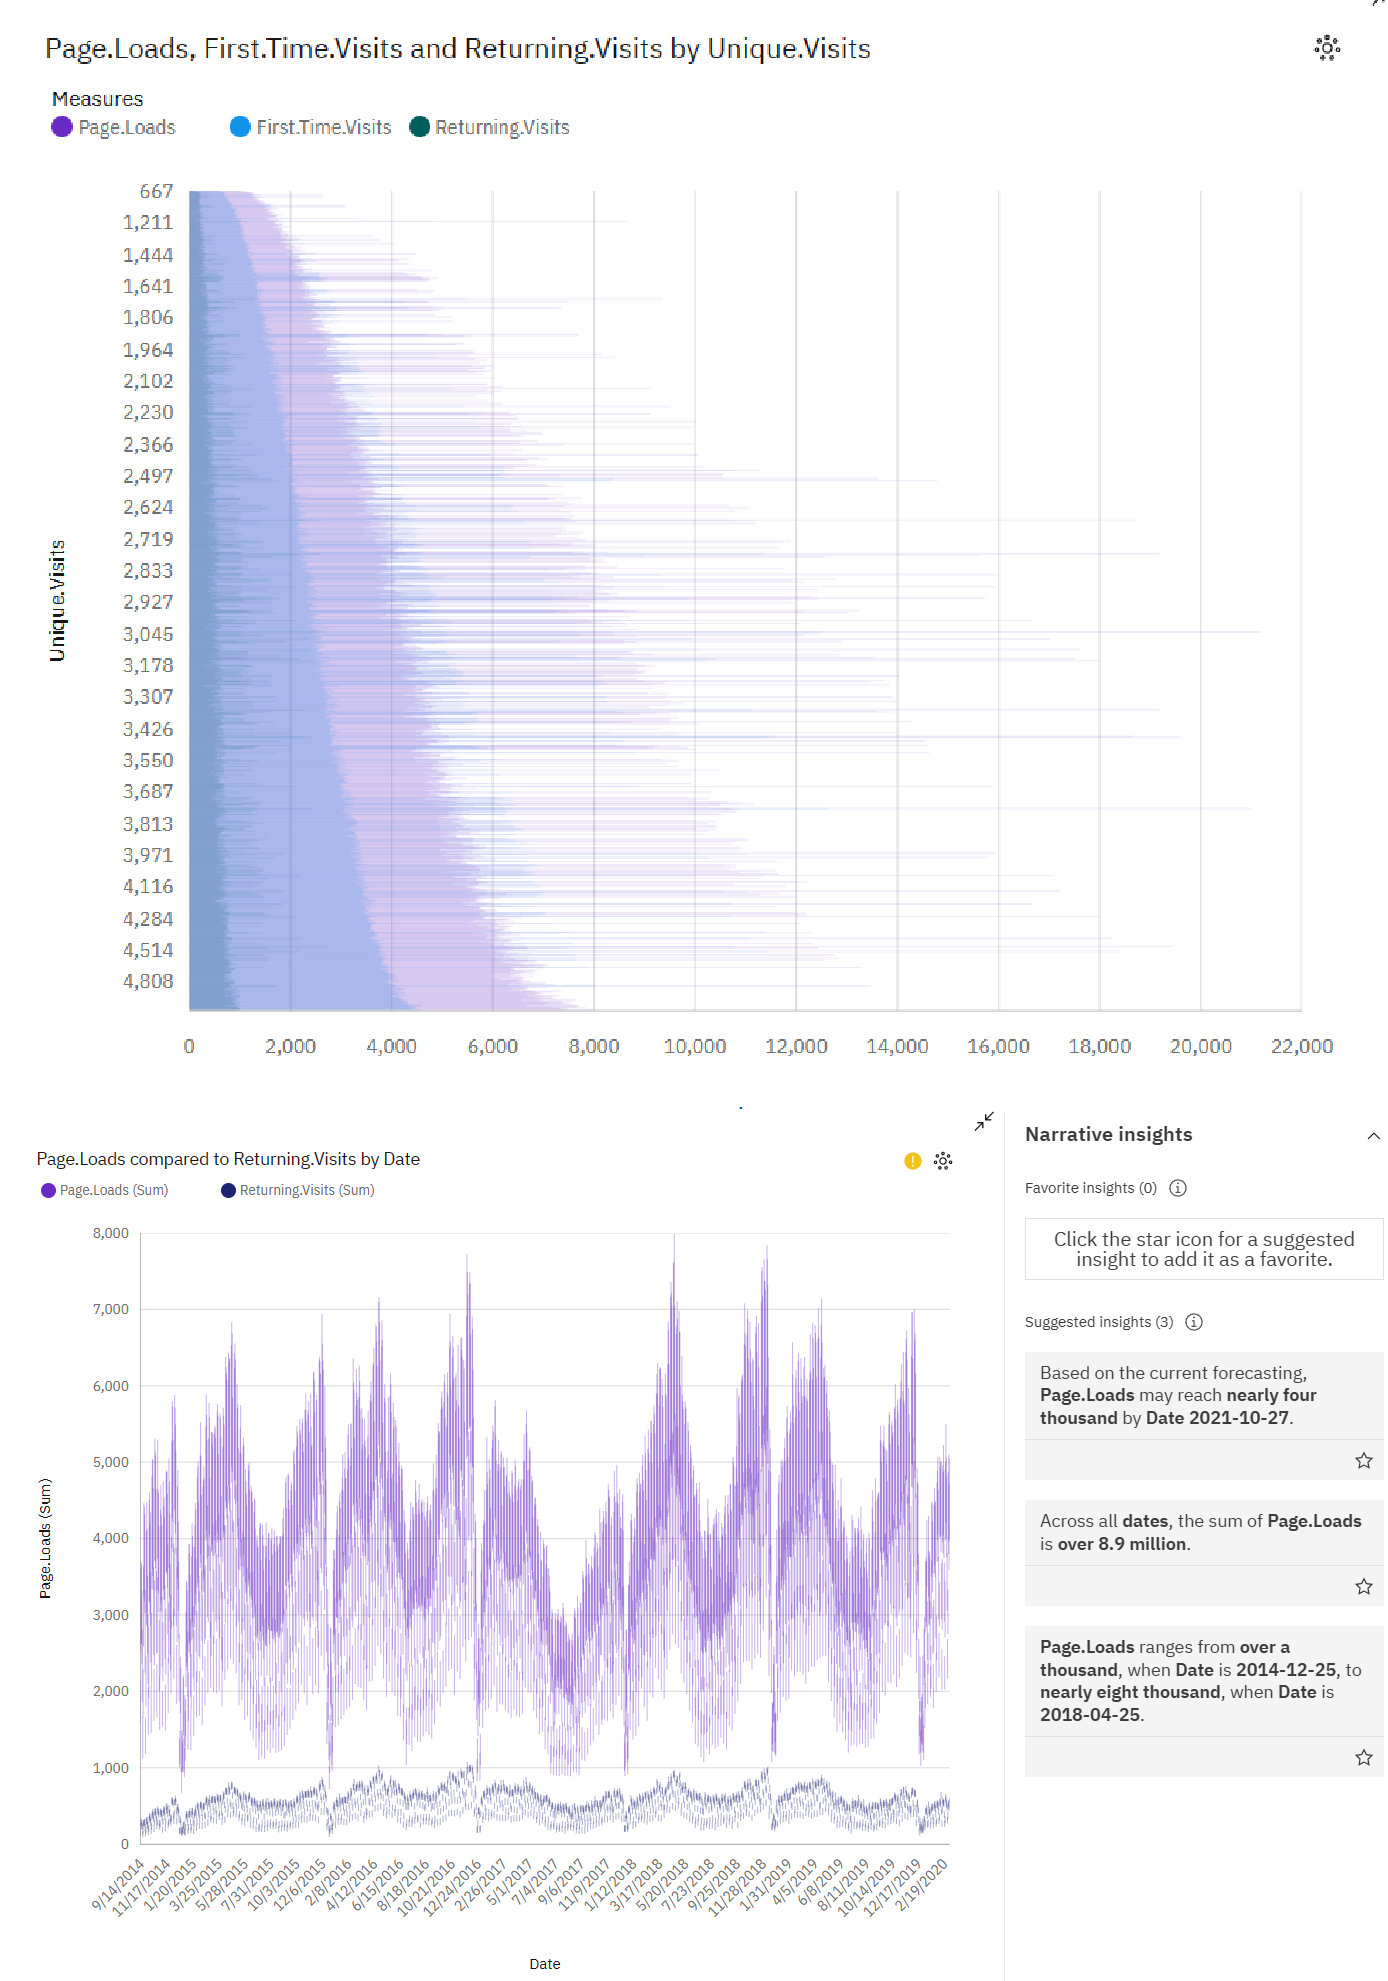 Page.Loads, First.Time.Visits and Returning.Visits by Unique.Visits
Measures
Page.Loads First.Time.Visits Returning.Visits
667
1,211
1,444
1,641
1,806
1,964
2,102
2,230
2,366
2,497
2,624
2,719
2,833
2,927
3,045
3,178
3,307
3,426
3,550
3,687
3,813
3,971
4,116
4,284
4,514
4,808
Unique.Visits
0 2,000 4,000 6,000 8,000 10,000 12,000 14,000 16,000 18,000 20,000 22,000
Page.Loads compared to Returning.Visits by Date
Page.Loads (Sum) Returning.Visits (Sum)
8,000
7,000
6,000
5,000
4,000
3,000
2,000
1,000
0
Page.Loads (Sum)
9/14/2014 11/17/2014 1/20/2015 3/25/2015 5/28/2015 7/31/2015 10/3/2015 12/6/2015 2/8/2016 4/12/2016 6/15/2016 8/18/2016 10/21/2016 12/24/2016 2/26/2017 5/1/2017 7/4/2017 9/6/2017 11/9/2017 1/12/2018 3/17/2018 5/20/2018 7/23/2018 9/25/2018 11/28/2018 1/31/2019 4/5/2019 6/8/2019 8/11/2019 10/14/2019 12/17/2019 2/19/2020
Date
Narrative insights
Favorite insights (0)
Click the star icon for a suggested
insight to add it as a favorite.
Suggested insights (3)
Based on the current forecasting,
Page.Loads may reach nearly four
thousand by Date 2021-10-27.
Across all dates, the sum of Page.Loads
is over 8.9 million.
Page.Loads ranges from over a
thousand, when Date is 2014-12-25, to
nearly eight thousand, when Date is
2018-04-25.